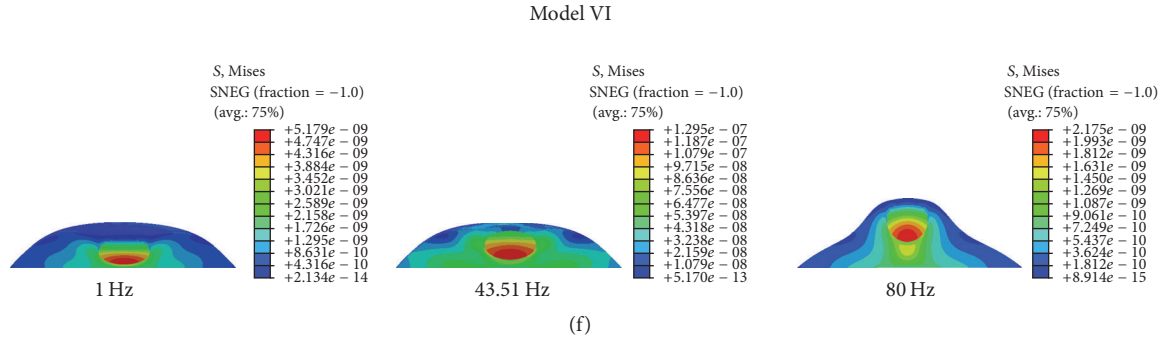 Model VI
S, Mises
SNEG (fraction = −1.0)
(avg.: 75%)
+5.179e − 09
+4.747e − 09
+4.316e − 09
+3.884e − 09
+3.452e − 09
+3.021e − 09
+2.589e − 09
+2.158e − 09
+1.726e − 09
+1.295e − 09
+8.631e − 10
+4.316e − 10
+2.134e − 14
1 Hz
S, Mises
SNEG (fraction = −1.0)
(avg.: 75%)
+1.295e − 07
+1.187e − 07
+1.079e − 07
+9.715e − 08
+8.636e − 08
+7.556e − 08
+6.477e − 08
+5.397e − 08
+4.318e − 08
+3.238e − 08
+2.159e − 08
+1.079e − 08
+5.170e − 13
43.51 Hz
S, Mises
SNEG (fraction = −1.0)
(avg.: 75%)
+2.175e − 09
+1.993e − 09
+1.812e − 09
+1.631e − 09
+1.450e − 09
+1.269e − 09
+1.087e − 09
+9.061e − 10
+7.249e − 10
+5.437e − 10
+3.624e − 10
+1.812e − 10
+8.914e − 15
80 Hz
(f)